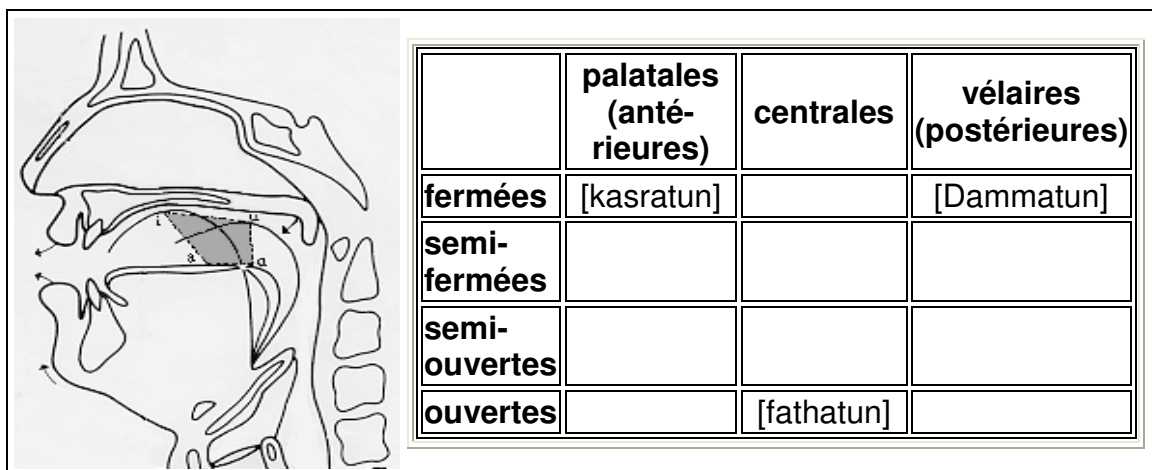 palatales
(anté-
rieures)
centrales
vélaires
(postérieures)
fermées [kasratun] [Dammatun]
semi-
fermées
semi-
ouvertes
ouvertes [fathatun]
i u
a ɑ